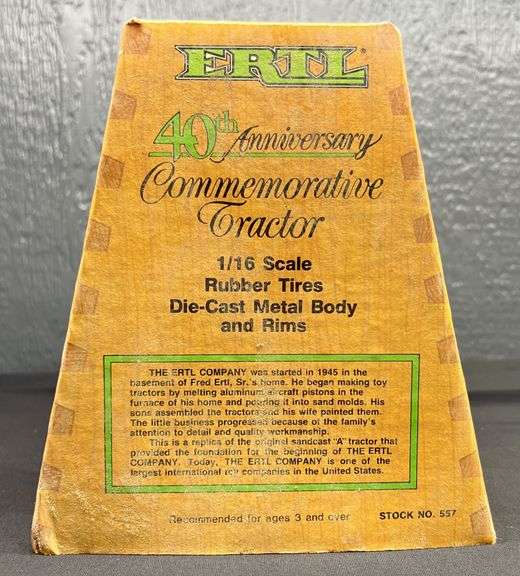 ERTL®
40th Anniversary
Commemorative
Tractor
1/16 Scale
Rubber Tires
Die-Cast Metal Body
and Rims
THE ERTL COMPANY was started in 1945 in the
basement of Fred Ertl, Sr.'s home. He began making toy
tractors by melting aluminum aircraft pistons in the
furnace of his home and pouring it into sand molds. His
sons assembled the tractors and his wife painted them.
The little business progressed because of the family's
attention to detail and quality workmanship.
This is a replica of the original sandcast "A" tractor that
provided the foundation for the beginning of THE ERTL
COMPANY. Today, THE ERTL COMPANY is one of the
largest international toy companies in the United States.
Recommended for ages 3 and over
STOCK NO. 557